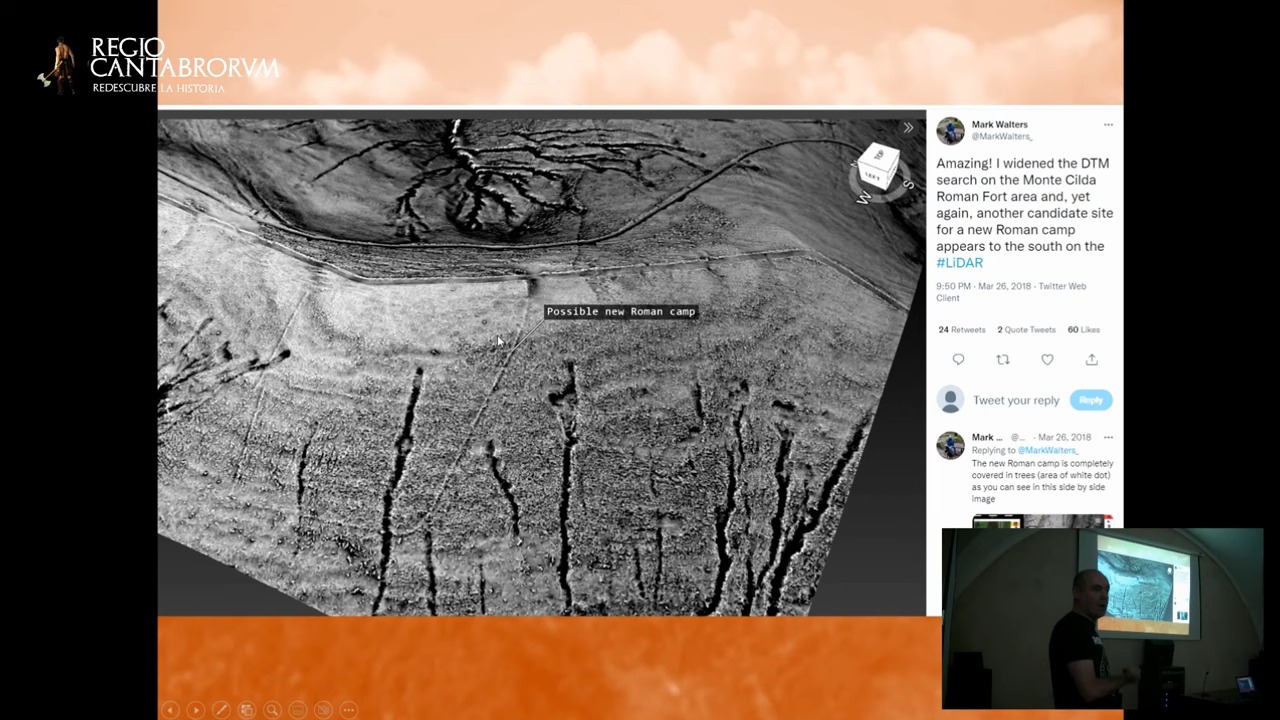 REGIO
CANTABRORVM
REDESCUBRE LA HISTORIA
Possible new Roman camp
TOP
LEFT
W
S
Mark Walters
@MarkWalters_
Amazing! I widened the DTM
search on the Monte Cilda
Roman Fort area and, yet
again, another candidate site
for a new Roman camp
appears to the south on the
#LiDAR
9:50 PM · Mar 26, 2018 · Twitter Web
Client
24 Retweets 2 Quote Tweets 60 Likes
Tweet your reply
Reply
Mark ... @... · Mar 26, 2018
Replying to @MarkWalters_
The new Roman camp is completely
covered in trees (area of white dot)
as you can see in this side by side
image